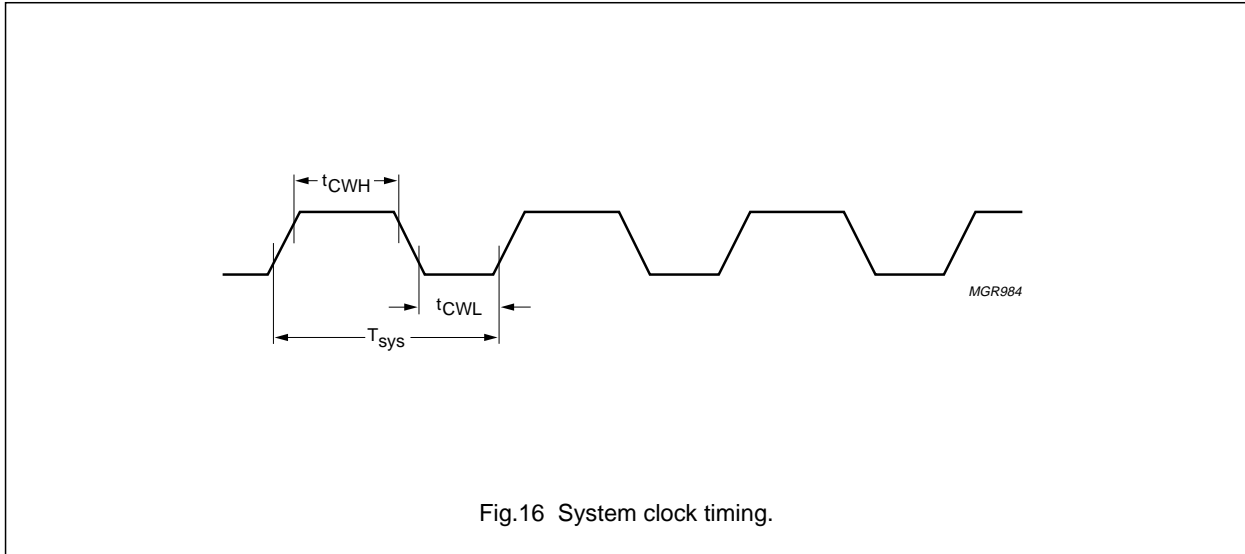 tCWH
MGR984
tCWL
Tsys
Fig.16 System clock timing.